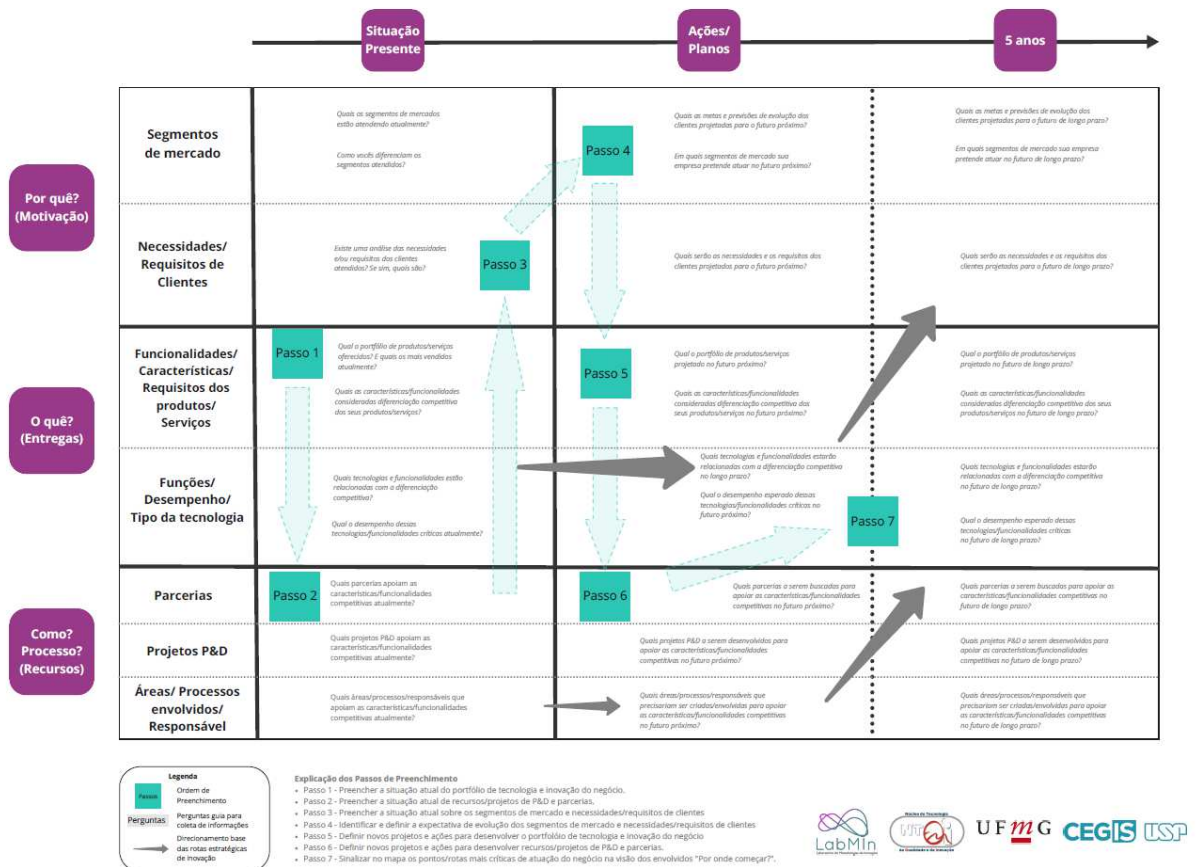 Situação
Presente
Ações/
Planos
5 anos
Por quê?
(Motivação)
Segmentos
de mercado
Quais os segmentos de mercados
estão atendendo atualmente?
Como vocês diferenciam os
segmentos atendidos?
Passo 4
Quais as metas e previsões de evolução dos
clientes projetadas para o futuro próximo?
Em quais segmentos de mercado sua
empresa pretende atuar no futuro próximo?
Quais as metas e previsões de evolução dos
clientes projetadas para o futuro de longo prazo?
Em quais segmentos de mercado sua empresa
pretende atuar no futuro de longo prazo?
Necessidades/
Requisitos de
Clientes
Existe uma análise das necessidades
e/ou requisitos dos clientes
atendidos? Se sim, quais são?
Passo 3
Quais serão as necessidades e os requisitos dos
clientes projetados para o futuro próximo?
Quais serão as necessidades e os requisitos dos
clientes projetados para o futuro de longo prazo?
O quê?
(Entregas)
Funcionalidades/
Características/
Requisitos dos
produtos/
Serviços
Passo 1
Qual o portfólio de produtos/serviços
oferecidos? E quais os mais vendidos
atualmente?
Quais as características/funcionalidades
consideradas diferenciação competitiva
dos seus produtos/serviços?
Passo 5
Qual o portfólio de produtos/serviços
projetado no futuro próximo?
Quais as características/funcionalidades
consideradas diferenciação competitiva dos
seus produtos/serviços no futuro próximo?
Qual o portfólio de produtos/serviços
projetado no futuro de longo prazo?
Quais as características/funcionalidades
consideradas diferenciação competitiva dos seus
produtos/serviços no futuro de longo prazo?
Funções/
Desempenho/
Tipo da tecnologia
Quais tecnologias e funcionalidades estão
relacionadas com a diferenciação
competitiva?
Qual o desempenho dessas
tecnologias/funcionalidades críticas atualmente?
Quais tecnologias e funcionalidades estarão
relacionadas com a diferenciação competitivo
no longo prazo?
Qual o desempenho esperado dessas
tecnologias/funcionalidades críticas no
futuro próximo?
Passo 7
Quais tecnologias e funcionalidades estarão
relacionadas com a diferenciação competitiva
no futuro de longo prazo?
Qual o desempenho esperado dessas
tecnologias/funcionalidades críticas
no futuro de longo prazo?
Como?
Processo?
(Recursos)
Parcerias
Passo 2
Quais parcerias apoiam as
características/funcionalidades
competitivas atualmente?
Passo 6
Quais parcerias a serem buscadas para
apoiar as características/funcionalidades
competitivas no futuro próximo?
Quais parcerias a serem buscadas para apoiar as
características/funcionalidades competitivas no
futuro de longo prazo?
Projetos P&D
Quais projetos P&D apoiam as
características/funcionalidades
competitivas atualmente?
Quais projetos P&D a serem desenvolvidos para
apoiar as características/funcionalidades
competitivas no futuro próximo?
Quais projetos P&D a serem desenvolvidos para
apoiar as características/funcionalidades
competitivas no futuro de longo prazo?
Áreas/ Processos
envolvidos/
Responsável
Quais áreas/processos/responsáveis que
apoiam as características/funcionalidades
competitivas atualmente?
Quais áreas/processos/responsáveis que
precisariam ser criadas/envolvidas para apoiar
as características/funcionalidades competitivas
no futuro próximo?
Quais áreas/processos/responsáveis que
precisariam ser criadas/envolvidas para apoiar
as características/funcionalidades competitivas
no futuro de longo prazo?
Legenda
Passos
Ordem de
Preenchimento
Perguntas
Perguntas guia para
coleta de informações
Direcionamento base
das rotas estratégicas
de inovação
Explicação dos Passos de Preenchimento
• Passo 1 - Preencher a situação atual do portfólio de tecnologia e inovação do negócio.
• Passo 2 - Preencher a situação atual de recursos/projetos de P&D e parcerias.
• Passo 3 - Preencher a situação atual sobre os segmentos de mercado e necessidades/requisitos de clientes
• Passo 4 - Identificar e definir a expectativa de evolução dos segmentos de mercado e necessidades/requisitos de clientes
• Passo 5 - Definir novos projetos e ações para desenvolver o portfólio de tecnologia e inovação do negócio
• Passo 6 - Definir novos projetos e ações para desenvolver recursos/projetos de P&D e parcerias.
• Passo 7 - Sinalizar no mapa os pontos/rotas mais críticas de atuação do negócio na visão dos envolvidos "Por onde começar?".
LabMIn
UFMG
CEGIS
USP